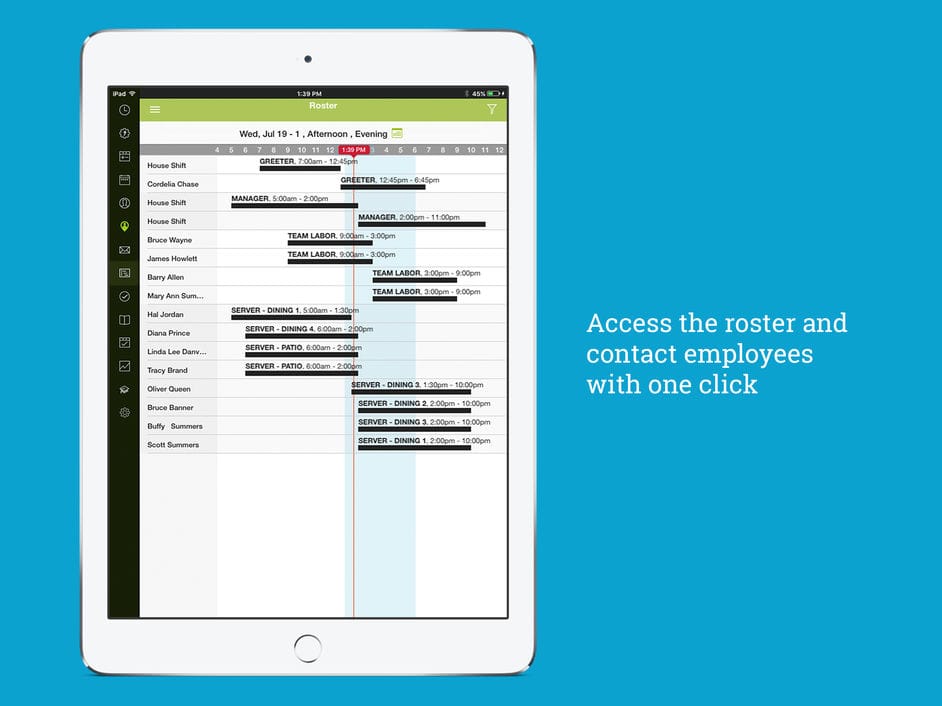 iPad 1:39 PM 45%
Roster
Wed, Jul 19 - 1 , Afternoon , Evening
4 5 6 7 8 9 10 11 12 1:39 PM 3 4 5 6 7 8 9 10 11 12
House Shift GREETER, 7:00am - 12:45pm
Cordelia Chase GREETER, 12:45pm - 6:45pm
House Shift MANAGER, 5:00am - 2:00pm
House Shift MANAGER, 2:00pm - 11:00pm
Bruce Wayne TEAM LABOR, 9:00am - 3:00pm
James Howlett TEAM LABOR, 9:00am - 3:00pm
Barry Allen TEAM LABOR, 3:00pm - 9:00pm
Mary Ann Sum... TEAM LABOR, 3:00pm - 9:00pm
Hal Jordan SERVER - DINING 1, 5:00am - 1:30pm
Diana Prince SERVER - DINING 4, 6:00am - 2:00pm
Linda Lee Danv... SERVER - PATIO, 6:00am - 2:00pm
Tracy Brand SERVER - PATIO, 6:00am - 2:00pm
Oliver Queen SERVER - DINING 3, 1:30pm - 10:00pm
Bruce Banner SERVER - DINING 2, 2:00pm - 10:00pm
Buffy Summers SERVER - DINING 3, 2:00pm - 10:00pm
Scott Summers SERVER - DINING 1, 2:00pm - 10:00pm
Access the roster and
contact employees
with one click